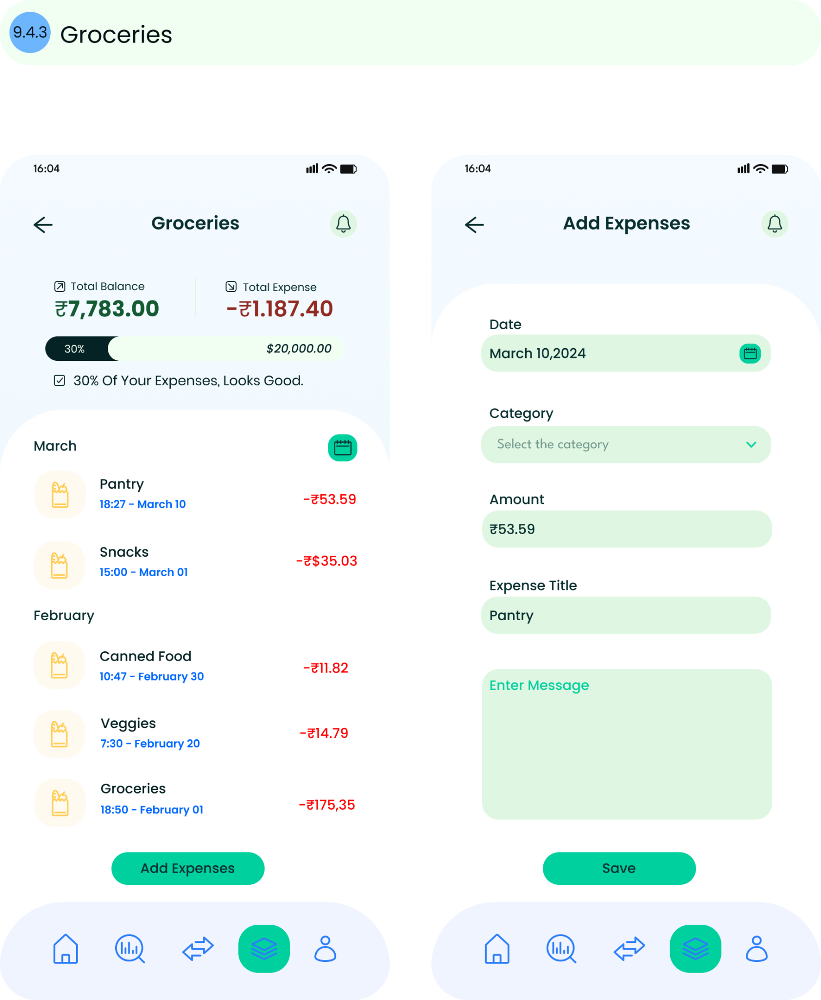 9.4.3 Groceries
16:04
Groceries
Total Balance
₹7,783.00
Total Expense
-₹1.187.40
30%
$20,000.00
30% Of Your Expenses, Looks Good.
March
Pantry
18:27 - March 10
-₹53.59
Snacks
15:00 - March 01
-₹$35.03
February
Canned Food
10:47 - February 30
-₹11.82
Veggies
7:30 - February 20
-₹14.79
Groceries
18:50 - February 01
-₹175,35
Add Expenses
16:04
Add Expenses
Date
March 10,2024
Category
Select the category
Amount
₹53.59
Expense Title
Pantry
Enter Message
Save